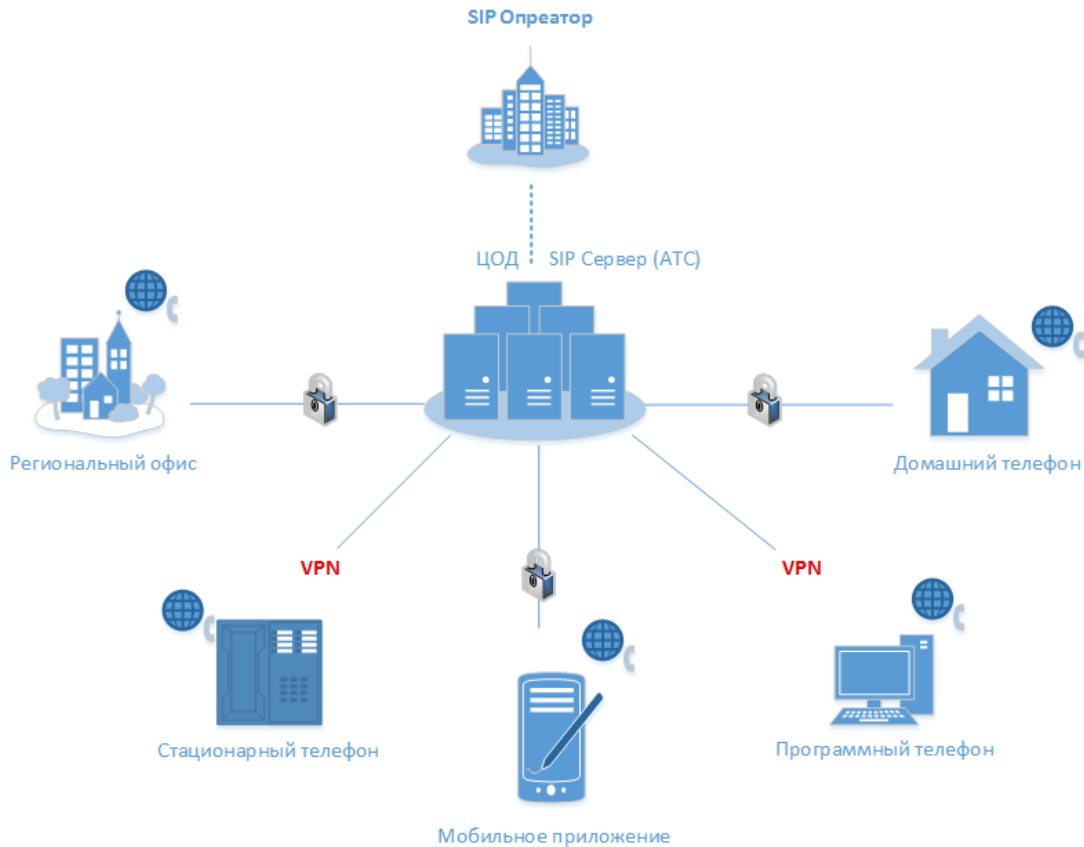 SIP Опреатор
ЦОД
SIP Сервер (АТС)
Региональный офис
Домашний телефон
VPN
VPN
Стационарный телефон
Программный телефон
Мобильное приложение